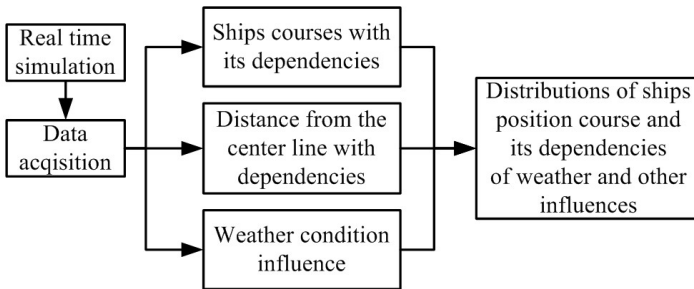 Real time
simulation
Data
acqisition
Ships courses with
its dependencies
Distance from the
center line with
dependencies
Weather condition
influence
Distributions of ships
position course and
its dependencies
of weather and other
influences